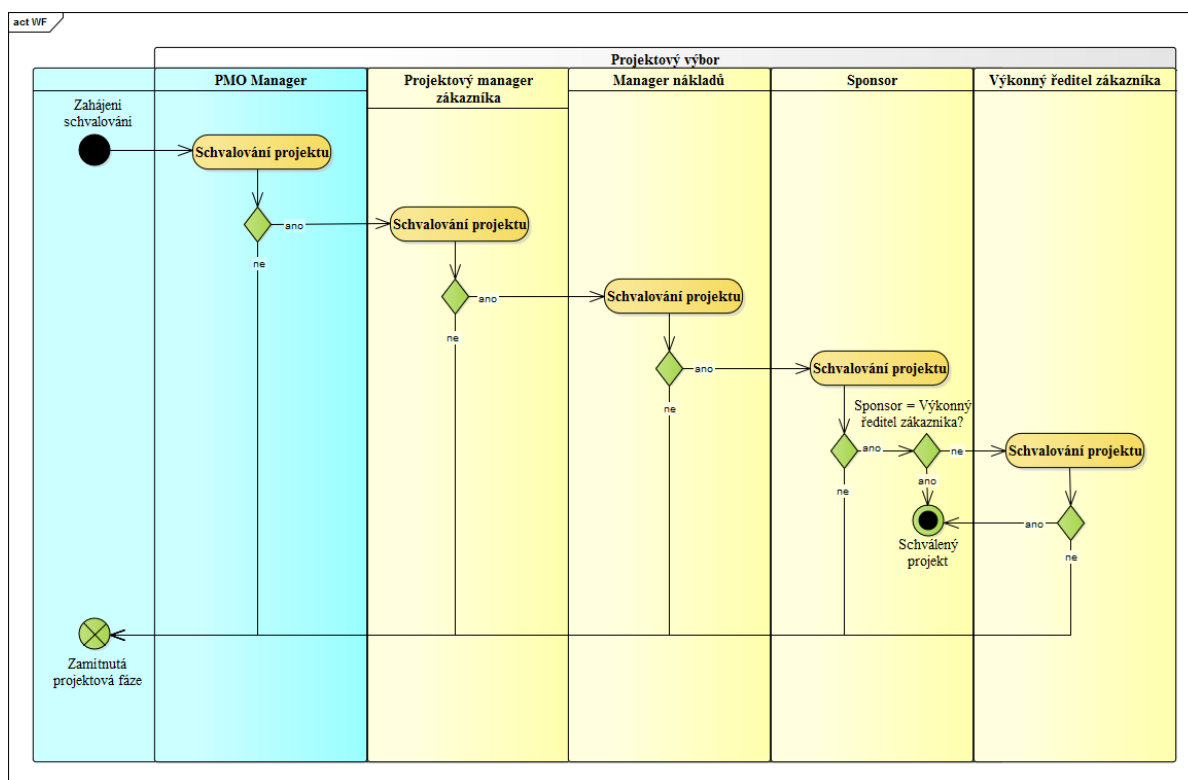 act WF
Projektový výbor
PMO Manager
Projektový manager
zákazníka
Manager nákladů
Sponsor
Výkonný ředitel zákazníka
Zahájení
schvalování
Schvalování projektu
ano
ne
Schvalování projektu
ano
ne
Schvalování projektu
ano
ne
Schvalování projektu
Sponsor = Výkonný
ředitel zákazníka?
ano
ne
ne
ano
Schvalování projektu
Schválený
projekt
ano
ne
Zamitnutá
projektová fáze